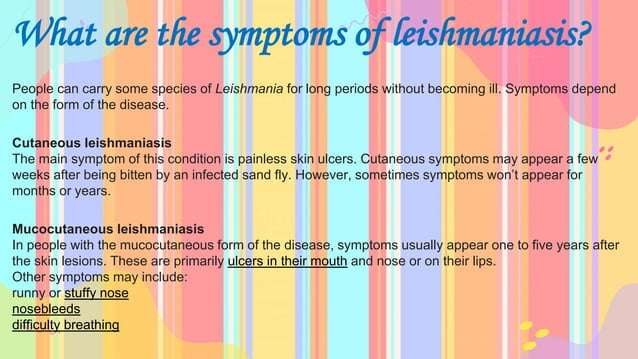 What are the symptoms of leishmaniasis?
People can carry some species of Leishmania for long periods without becoming ill. Symptoms depend
on the form of the disease.
Cutaneous leishmaniasis
The main symptom of this condition is painless skin ulcers. Cutaneous symptoms may appear a few
weeks after being bitten by an infected sand fly. However, sometimes symptoms won’t appear for
months or years.
Mucocutaneous leishmaniasis
In people with the mucocutaneous form of the disease, symptoms usually appear one to five years after
the skin lesions. These are primarily ulcers in their mouth and nose or on their lips.
Other symptoms may include:
runny or stuffy nose
nosebleeds
difficulty breathing